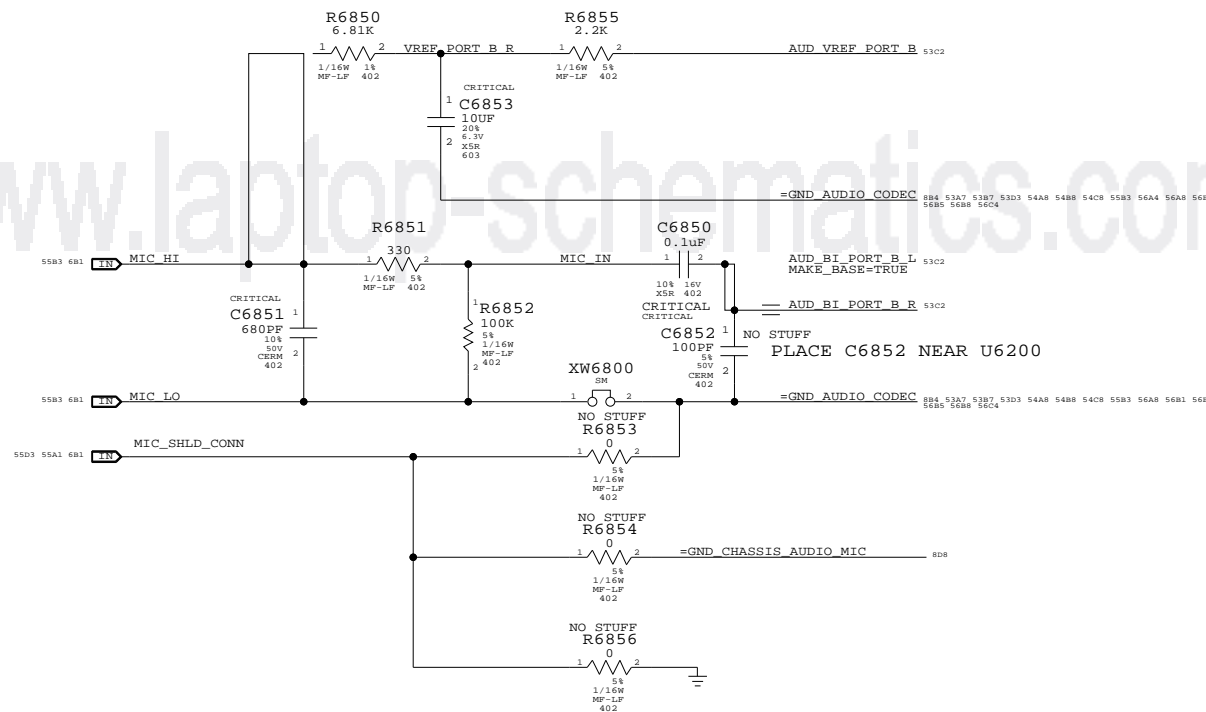 R6850
6.81K
1 2
1/16W 1%
MF-LF 402
VREF_PORT_B_R
R6855
2.2K
1 2
1/16W 5%
MF-LF 402
AUD_VREF_PORT_B 53C2
CRITICAL
1
C6853
10UF
20%
6.3V
X5R
603
2
www.laptop-schematics.com
=GND_AUDIO_CODEC 8B4 53A7 53B7 53D3 54A8 54B8 54C8 55B3 56A4 56A8
56B5 56B8 56C4
R6851
330
1 2
1/16W 5%
MF-LF 402
C6850
0.1uF
1 2
10% 16V
X5R 402
CRITICAL
55B3 6B1 IN MIC_HI
MIC_IN
AUD_BI_PORT_B_L 53C2
MAKE_BASE=TRUE
AUD_BI_PORT_B_R 53C2
CRITICAL
C6851
680PF
10%
50V
CERM
402
1
2
R6852
100K
5%
1/16W
MF-LF
402
1
2
CRITICAL
C6852
100PF
5%
50V
CERM
402
1
2
NO STUFF
PLACE C6852 NEAR U6200
XW6800
SM
1 2
55B3 6B1 IN MIC_LO
=GND_AUDIO_CODEC 8B4 53A7 53B7 53D3 54A8 54B8 54C8 55B3 56A8 56B1
56B5 56B8 56C4
NO STUFF
R6853
0
1 2
5%
1/16W
MF-LF
402
55D3 55A1 6B1 IN MIC_SHLD_CONN
NO STUFF
R6854
0
1 2
5%
1/16W
MF-LF
402
=GND_CHASSIS_AUDIO_MIC 8D8
NO STUFF
R6856
0
1 2
5%
1/16W
MF-LF
402